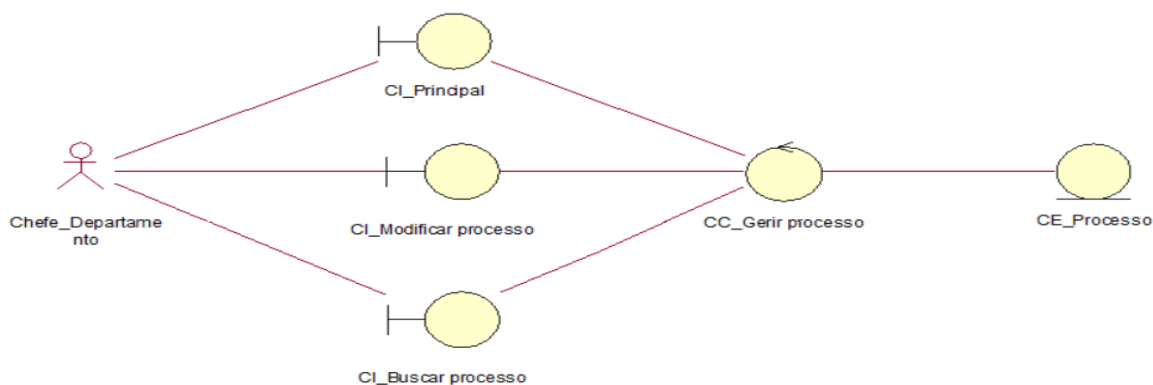 CI_Principal
Chefe_Departame
nto
CI_Modificar processo
CC_Gerir processo
CE_Processo
CI_Buscar processo